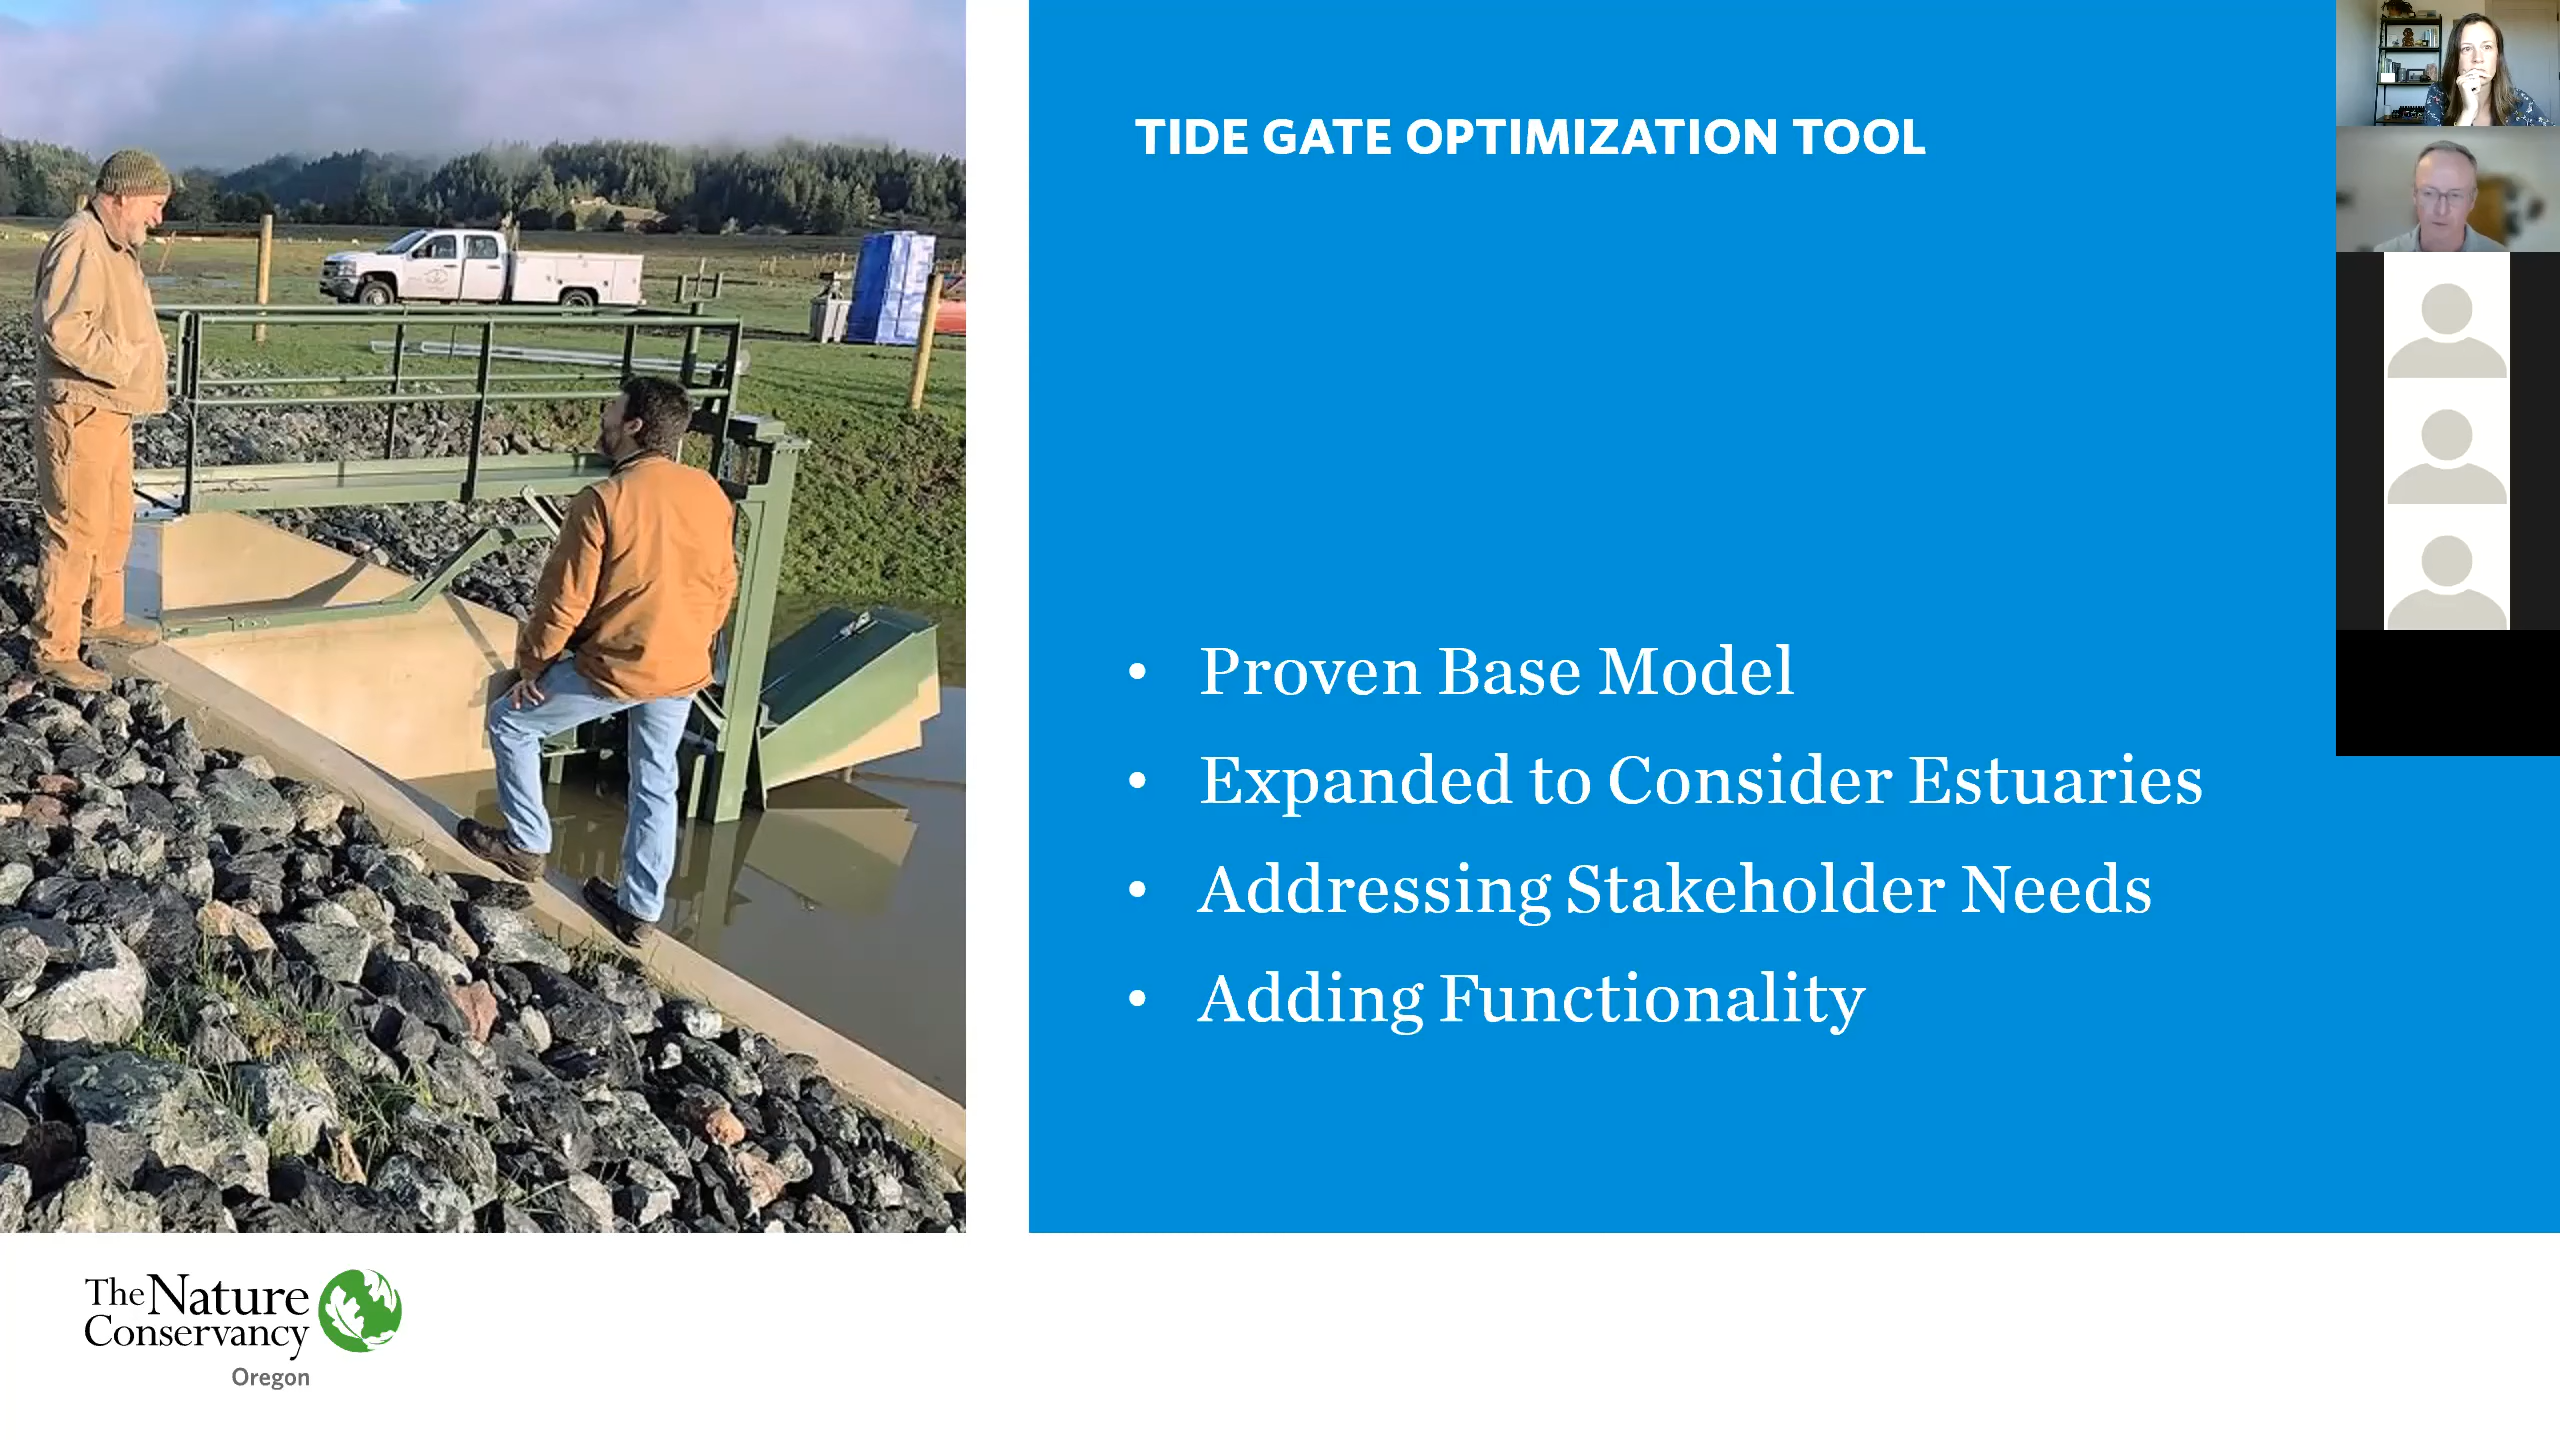 TIDE GATE OPTIMIZATION TOOL
• Proven Base Model
• Expanded to Consider Estuaries
• Addressing Stakeholder Needs
• Adding Functionality
The Nature
Conservancy
Oregon